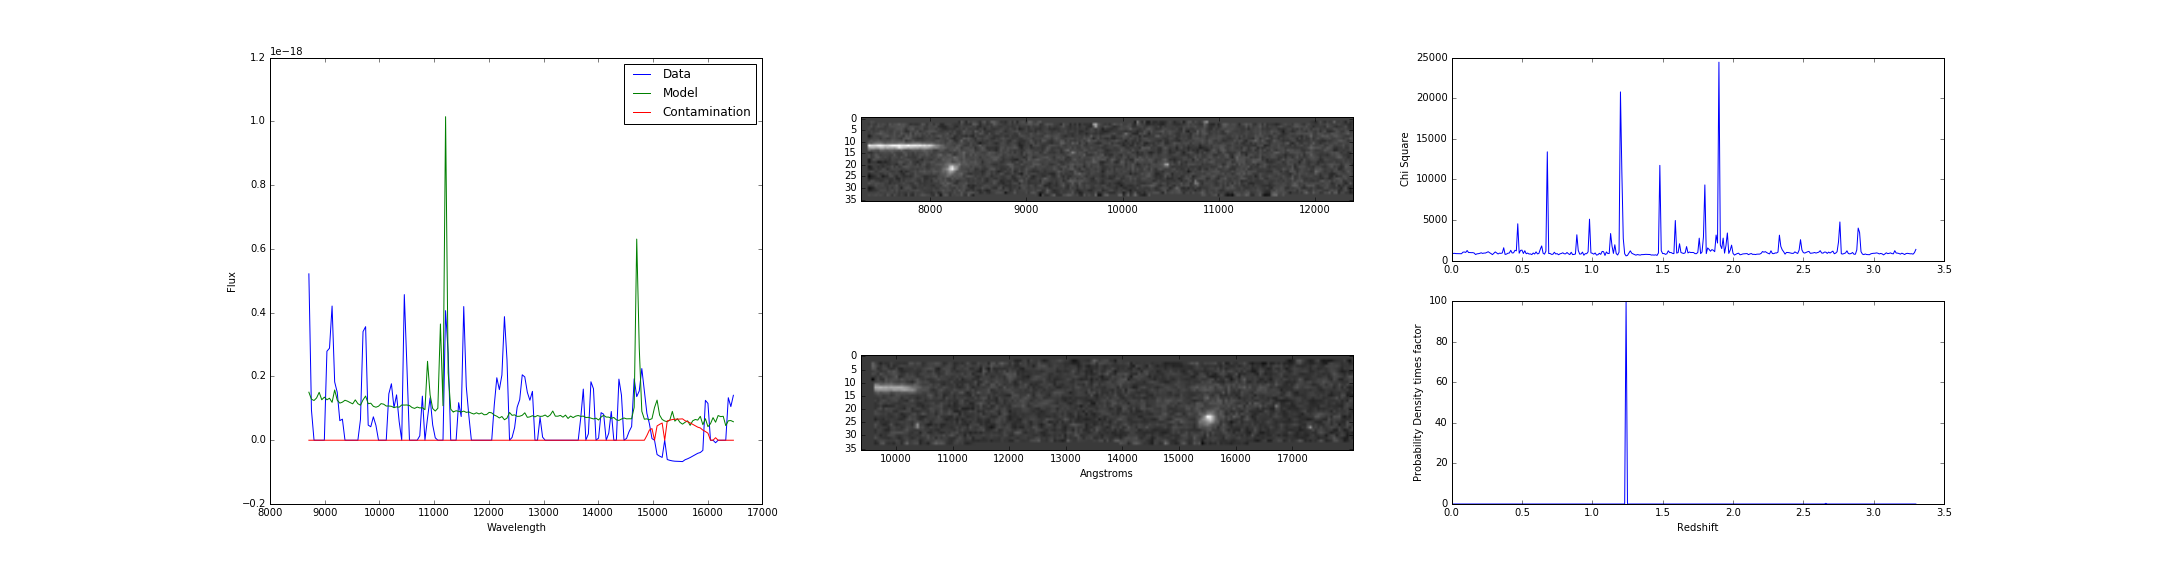 1e−18
1.2
1.0
0.8
0.6
0.4
0.2
0.0
−0.2
8000 9000 10000 11000 12000 13000 14000 15000 16000 17000
Flux
Wavelength
Data
Model
Contamination
0
5
10
15
20
25
30
35
8000 9000 10000 11000 12000
0
5
10
15
20
25
30
35
10000 11000 12000 13000 14000 15000 16000 17000
Angstroms
25000
20000
15000
10000
5000
0
0.0 0.5 1.0 1.5 2.0 2.5 3.0 3.5
Chi Square
100
80
60
40
20
0
0.0 0.5 1.0 1.5 2.0 2.5 3.0 3.5
Probability Density times factor
Redshift